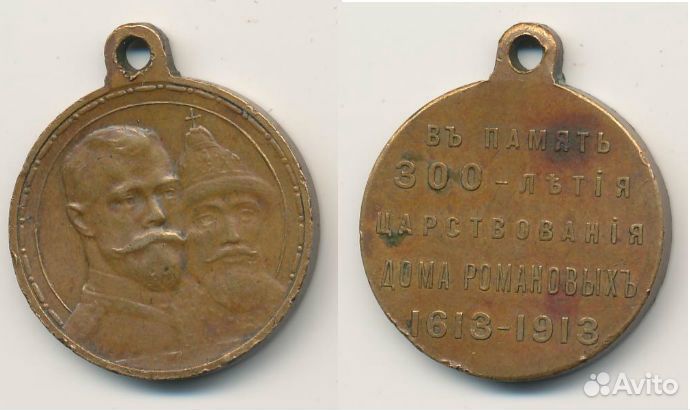 ВЪ ПАМЯТЬ
300-ЛѢТІЯ
ЦАРСТВОВАНІЯ
ДОМА РОМАНОВЫХЪ
1613-1913
Avito